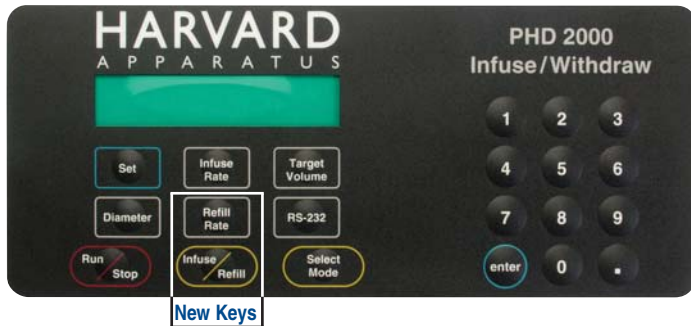 HARVARD
APPARATUS
PHD 2000
Infuse/Withdraw
1 2 3
Set
Infuse
Rate
Target
Volume
4 5 6
Diameter
Refill
Rate
RS-232
7 8 9
Run
Stop
Infuse
Refill
Select
Mode
enter 0 .
New Keys